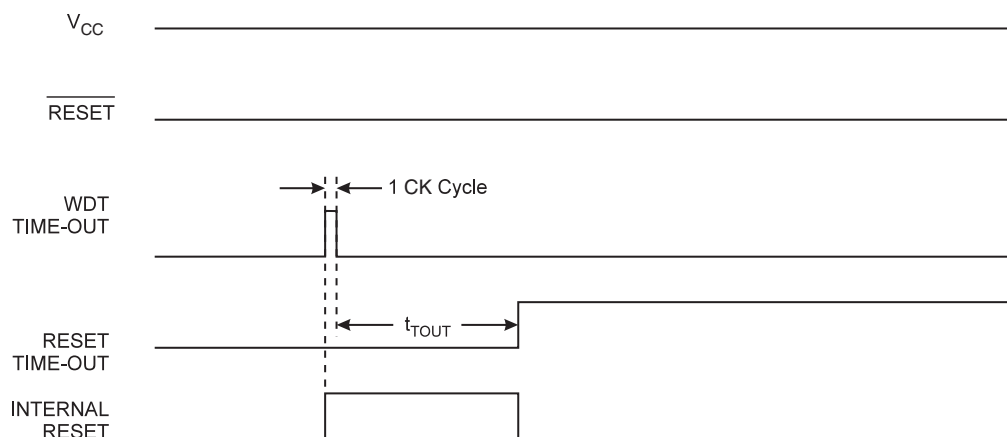 VCC
RESET
1 CK Cycle
WDT
TIME-OUT
tTOUT
RESET
TIME-OUT
INTERNAL
RESET